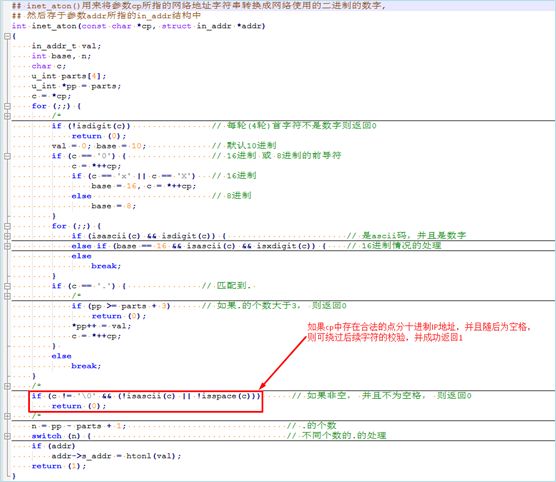 ## inet_aton()用来将参数cp所指的网络地址字符串转换成网络使用的二进制的数字,
## 然后存于参数addr所指的in_addr结构中
int inet_aton(const char *cp, struct in_addr *addr)
{
in_addr_t val;
int base, n;
char c;
u_int parts[4];
u_int *pp = parts;
c = *cp;
for (;;) {
/*
if (!isdigit(c)) // 每轮(4轮)首字符不是数字则返回0
return (0);
val = 0; base = 10; // 默认10进制
if (c == '0') { // 16进制 或 8进制的前导符
c = *++cp;
if (c == 'x' || c == 'X') // 16进制
base = 16, c = *++cp;
else // 8进制
base = 8;
}
for (;;) {
if (isascii(c) && isdigit(c)) { // 是ascii码, 并且是数字
else if (base == 16 && isascii(c) && isxdigit(c)) { // 16进制情况的处理
else
break;
}
if (c == '.') { // 匹配到.
/*
if (pp >= parts + 3) // 如果.的个数大于3, 则返回0
return (0);
*pp++ = val;
c = *++cp;
}
else
break;
}
如果cp中存在合法的点分十进制IP地址, 并且随后为空格,
则可绕过后续字符的校验, 并成功返回1
/*
if (c != '\0' && (!isascii(c) || !isspace(c))) // 如果非空, 并且不为空格, 则返回0
return (0);
/*
n = pp - parts + 1; // .的个数
switch (n) { // 不同个数的.的处理
if (addr)
addr->s_addr = htonl(val);
return (1);
}